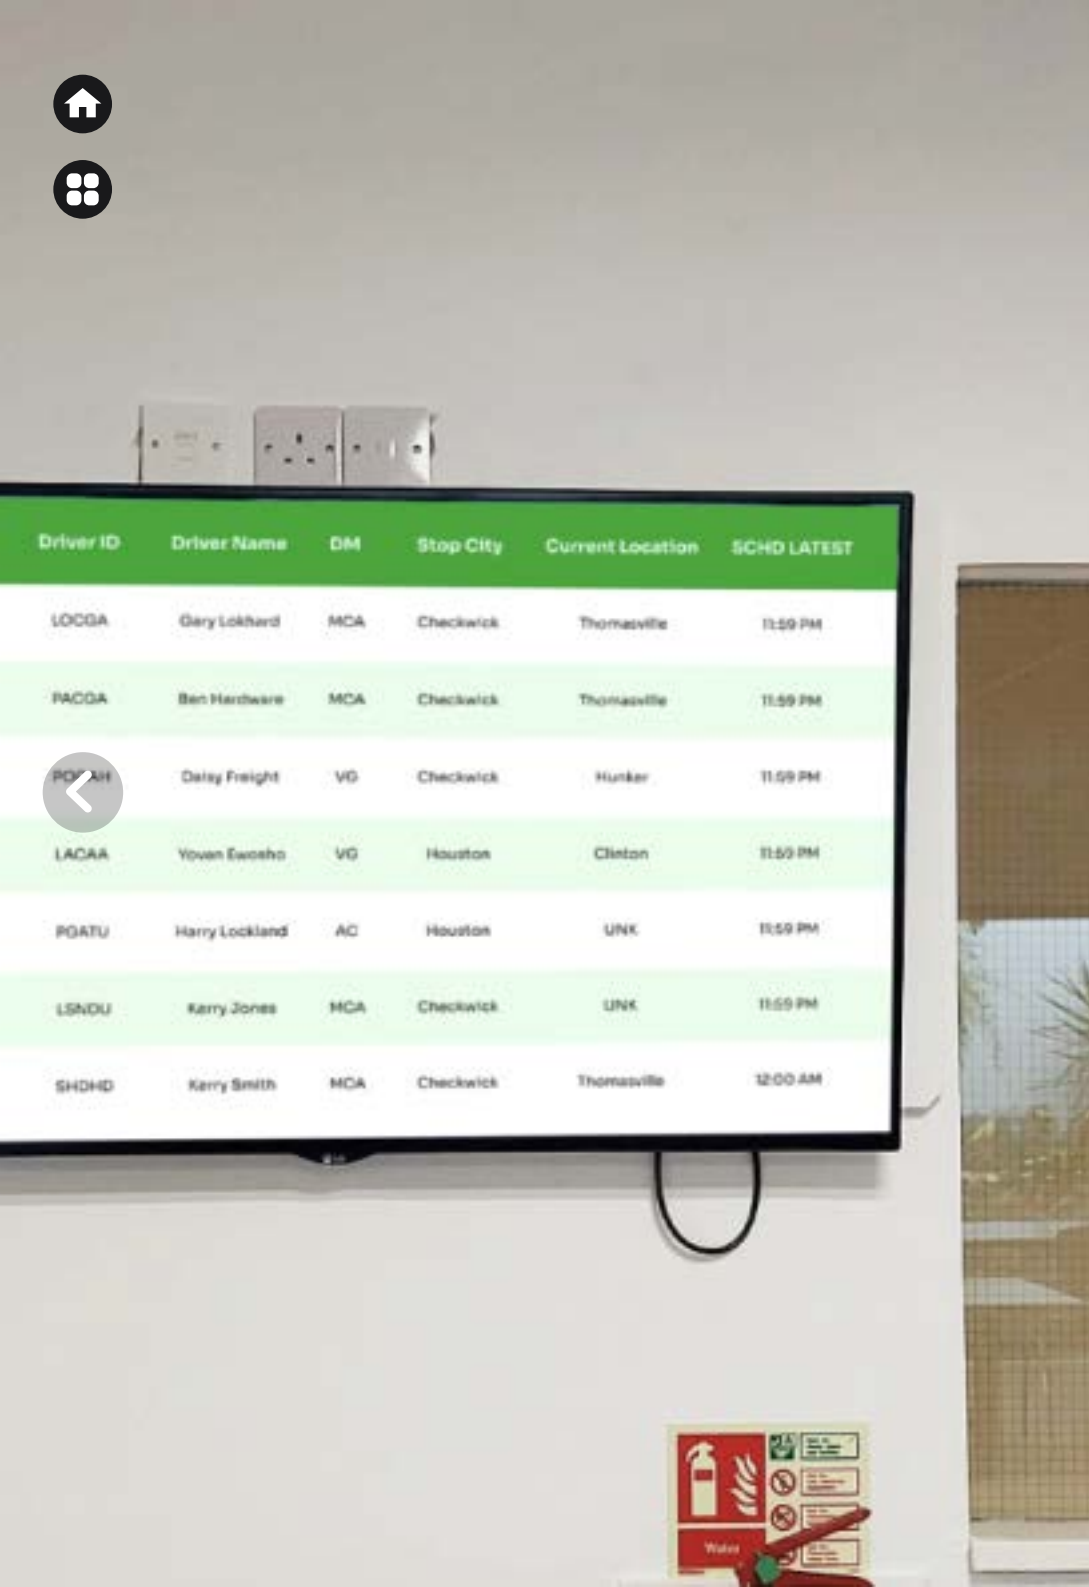 Driver ID Driver Name DM Stop City Current Location SCHD LATEST
LOCGA Gary Lokhard MCA Checkwick Thomasville 11:59 PM
PACGA Ben Hardware MCA Checkwick Thomasville 11:59 PM
Daisy Freight VG Checkwick Hunker 11:59 PM
LACAA Yovan Ewosho VG Houston Clinton 11:59 PM
PGATU Harry Lockland AC Houston UNK 11:59 PM
LSNDU Kerry Jones MCA Checkwick UNK 11:59 PM
SHDHD Kerry Smith MCA Checkwick Thomasville 12:00 AM
LG
Water